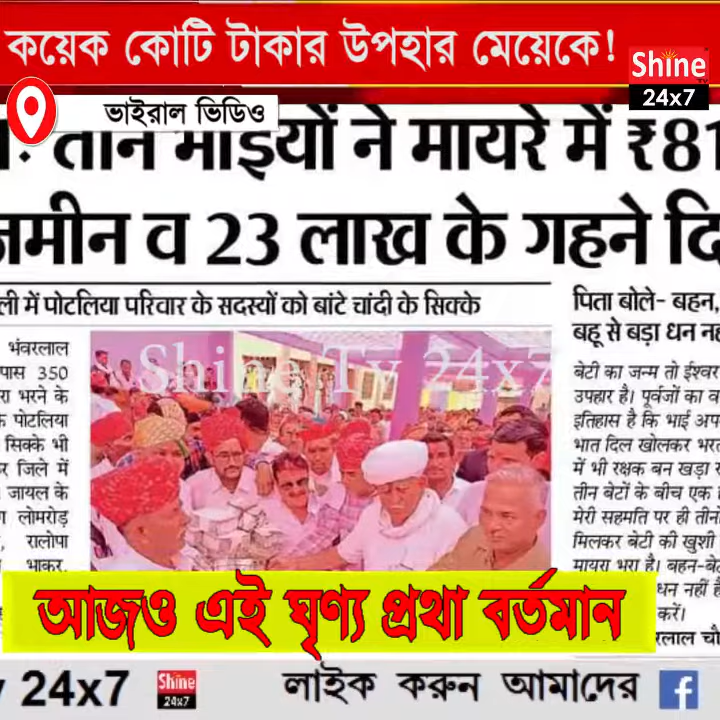 কয়েক কোটি টাকার উপহার মেয়েকে!
Shine
24x7
ভাইরাল ভিডিও
तीन भाइयों ने मायरे में ₹81
जमीन व 23 लाख के गहने दि
ली में पोटलिया परिवार के सदस्यों को बांटे चांदी के सिक्के
भंवरलाल
पास 350
रा भरने के
पोटलिया
सिक्के भी
र जिले में
जायल के
लोमरोड़
, रालोपा
भाकर,
Shine Tv 24x7
पिता बोले- बहन,
बहू से बड़ा धन नह
बेटी का जन्म तो ईश्वर
उपहार है। पूर्वजों का व
इतिहास है कि भाई अप
भात दिल खोलकर भरत
में भी रक्षक बन खड़ा र
तीन बेटों के बीच एक
मेरी सहमति पर ही तीनों
मिलकर बेटी की खुशी
मायरा भरा है। बहन-बे
धन नहीं है
करें।
रलाल चौ
আজও এই ঘৃণ্য প্রথা বর্তমান
24x7
Shine
24x7
লাইক করুন আমাদের
f